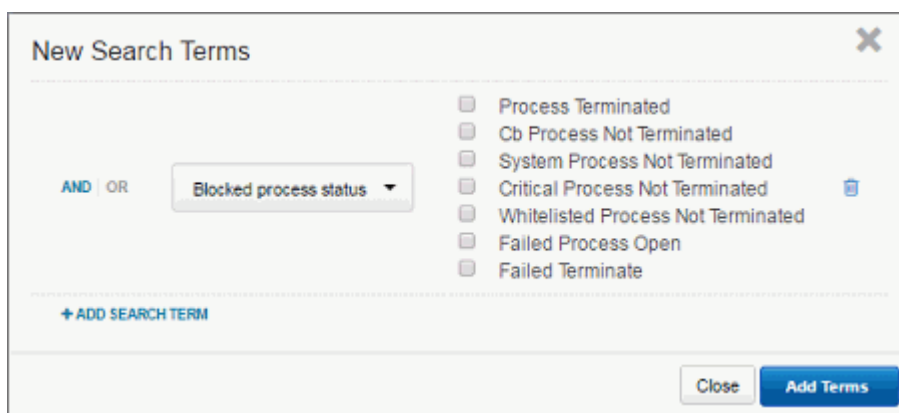 New Search Terms
Process Terminated
Cb Process Not Terminated
System Process Not Terminated
AND | OR Blocked process status Critical Process Not Terminated
Whitelisted Process Not Terminated
Failed Process Open
Failed Terminate
+ ADD SEARCH TERM
Close Add Terms